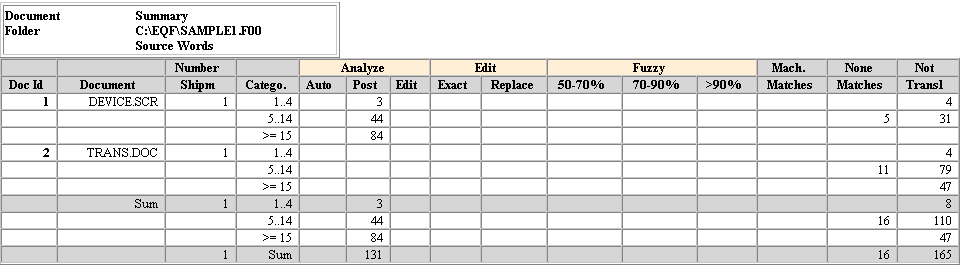 Document Summary
Folder C:\EQF\SAMPLE1.F00
Source Words
Number Analyze Edit Fuzzy Mach. None Not
Doc Id Document Shipm Catego. Auto Post Edit Exact Replace 50-70% 70-90% >90% Matches Matches Transl
1 DEVICE.SCR 1 1..4 3 4
5..14 44 5 31
>= 15 84
2 TRANS.DOC 1 1..4 4
5..14 11 79
>= 15 47
Sum 1 1..4 3 8
5..14 44 16 110
>= 15 84 47
1 Sum 131 16 165